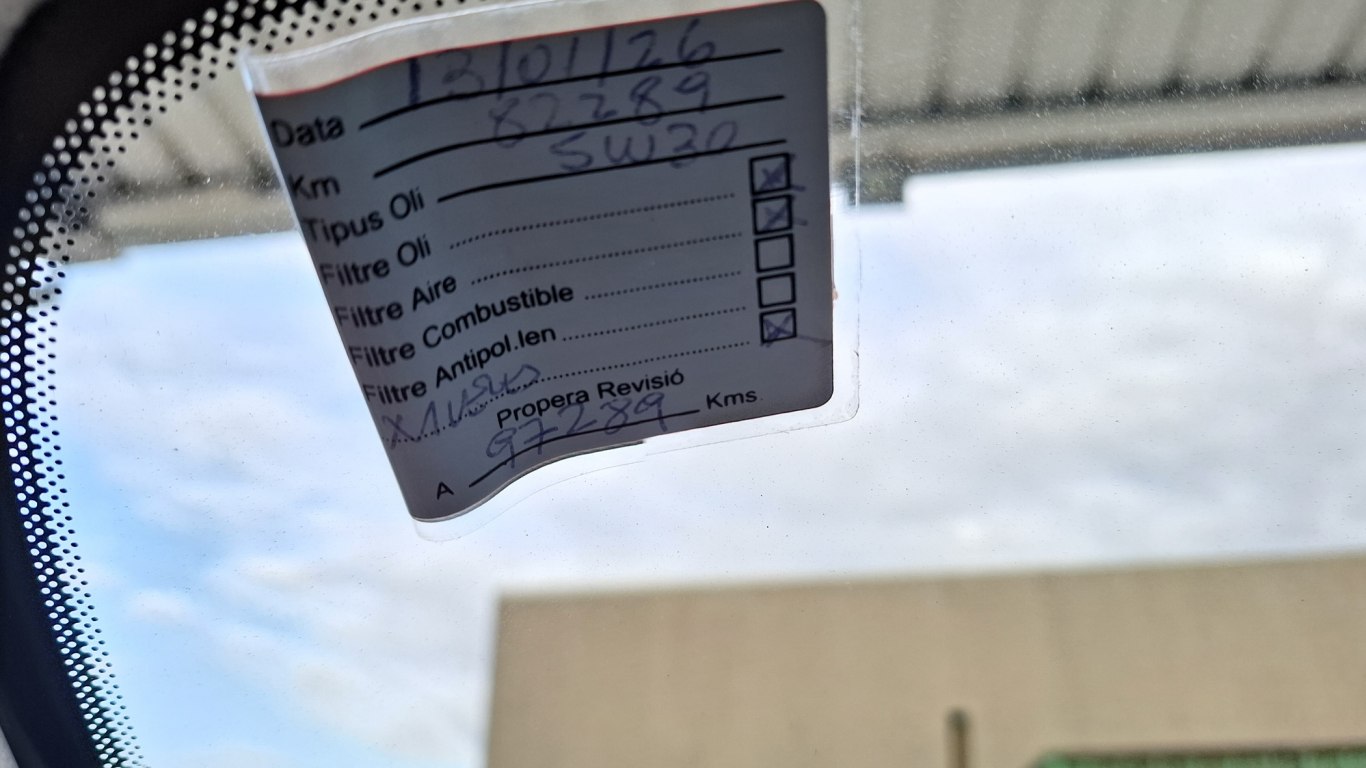 Data 13/01/26
Km 82289
Tipus Oli 5W30
Filtre Oli
Filtre Aire
Filtre Combustible
Filtre Antipol.len
Propera Revisió
A 97289 Kms